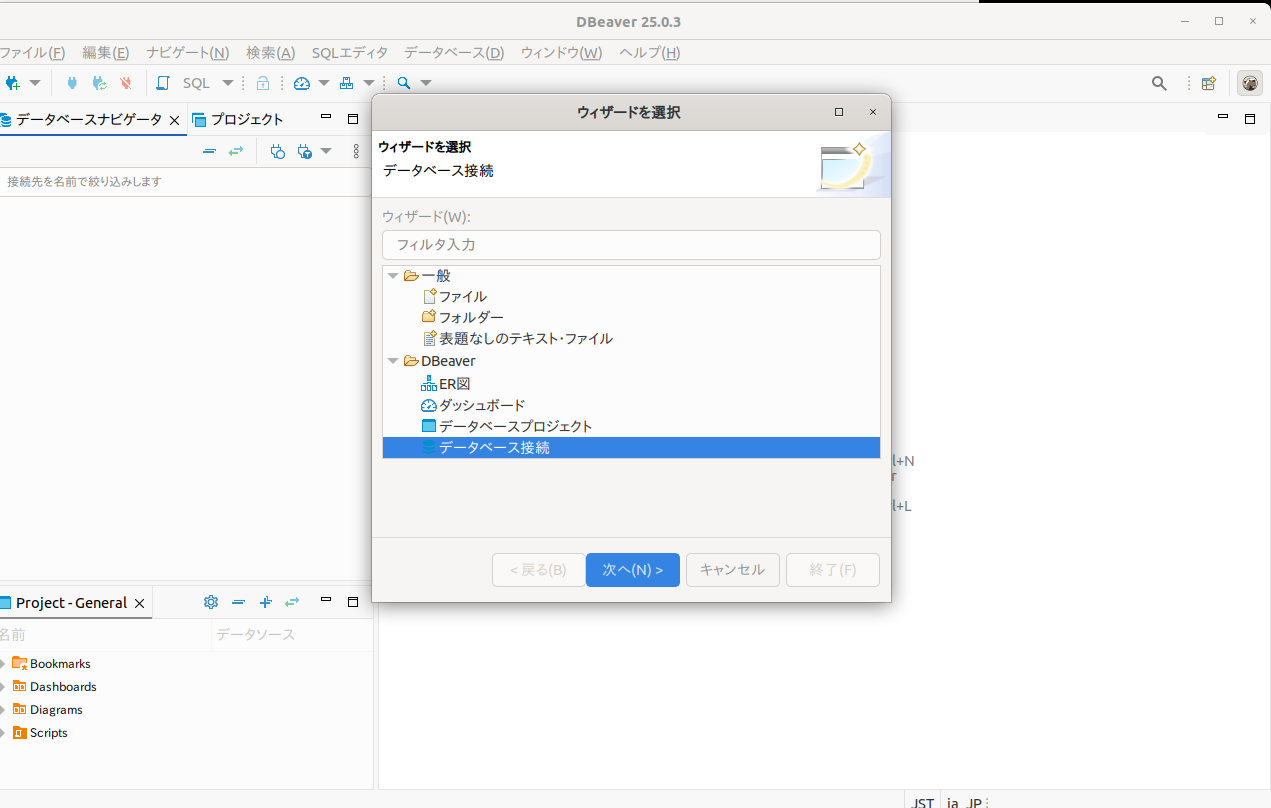 DBeaver 25.0.3
ファイル(F) 編集(E) ナビゲート(N) 検索(A) SQLエディタ データベース(D) ウィンドウ(W) ヘルプ(H)
SQL
データベースナビゲータ
プロジェクト
接続先を名前で絞り込みします
ウィザードを選択
ウィザードを選択
データベース接続
ウィザード(W):
フィルタ入力
一般
ファイル
フォルダー
表題なしのテキスト・ファイル
DBeaver
ER図
ダッシュボード
データベースプロジェクト
データベース接続
< 戻る(B) 次へ(N) > キャンセル 終了(F)
l+N
l+L
Project - General
名前 データソース
Bookmarks
Dashboards
Diagrams
Scripts
JST ja_JP